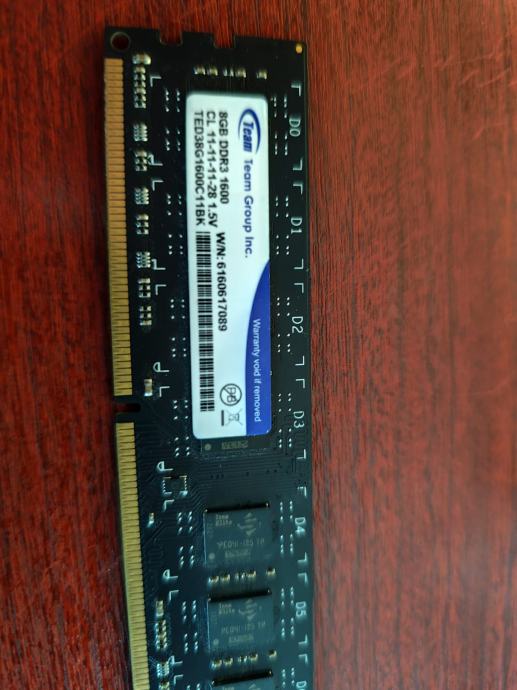 Team Team Group Inc.
8GB DDR3 1600
CL 11-11-11-28 1.5V W/N: 6160617089
TED38G1600C11BK
Warranty void if removed
D0
D1
D2
D3
D4
D5